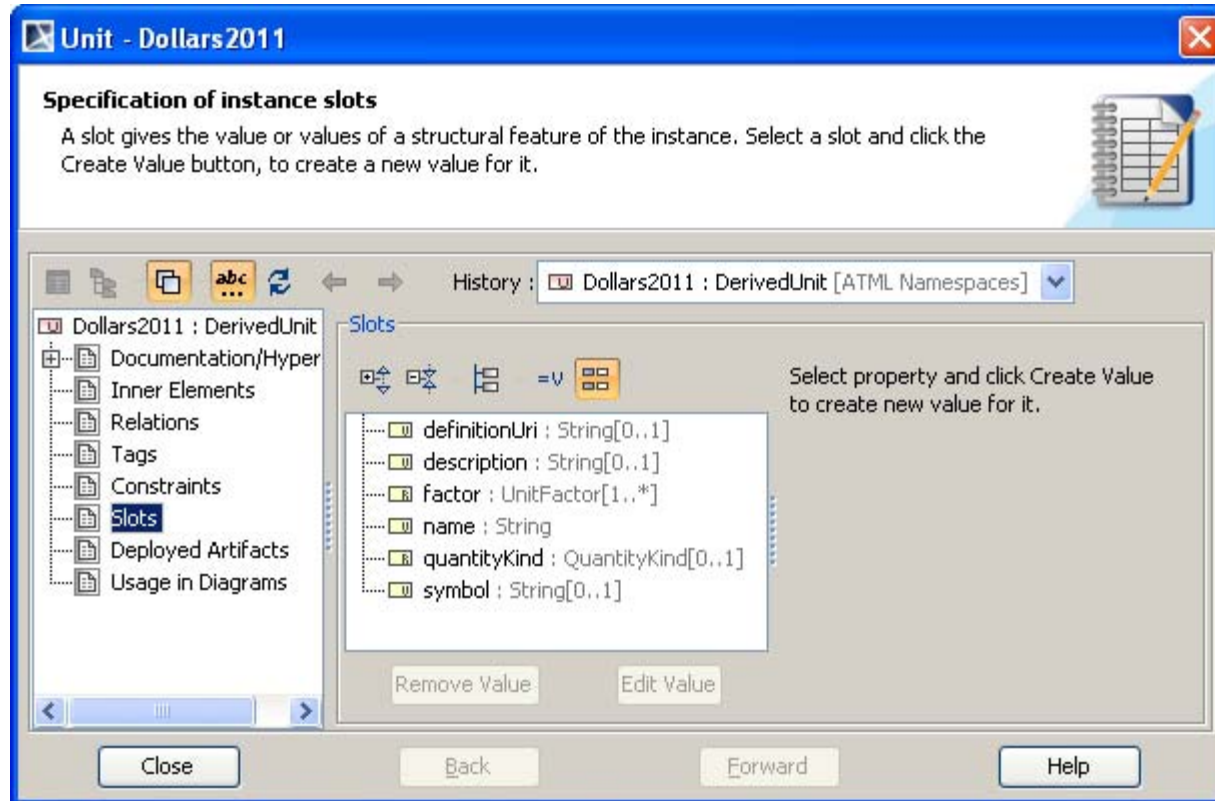 Unit - Dollars2011
Specification of instance slots
A slot gives the value or values of a structural feature of the instance. Select a slot and click the
Create Value button, to create a new value for it.
abc
...
History : Dollars2011 : DerivedUnit [ATML Namespaces]
Dollars2011 : DerivedUnit
Documentation/Hyper
Inner Elements
Relations
Tags
Constraints
Slots
Deployed Artifacts
Usage in Diagrams
Slots
=V
definitionUri : String[0..1]
description : String[0..1]
factor : UnitFactor[1..*]
name : String
quantityKind : QuantityKind[0..1]
symbol : String[0..1]
Select property and click Create Value
to create new value for it.
Remove Value Edit Value
Close Back Forward Help